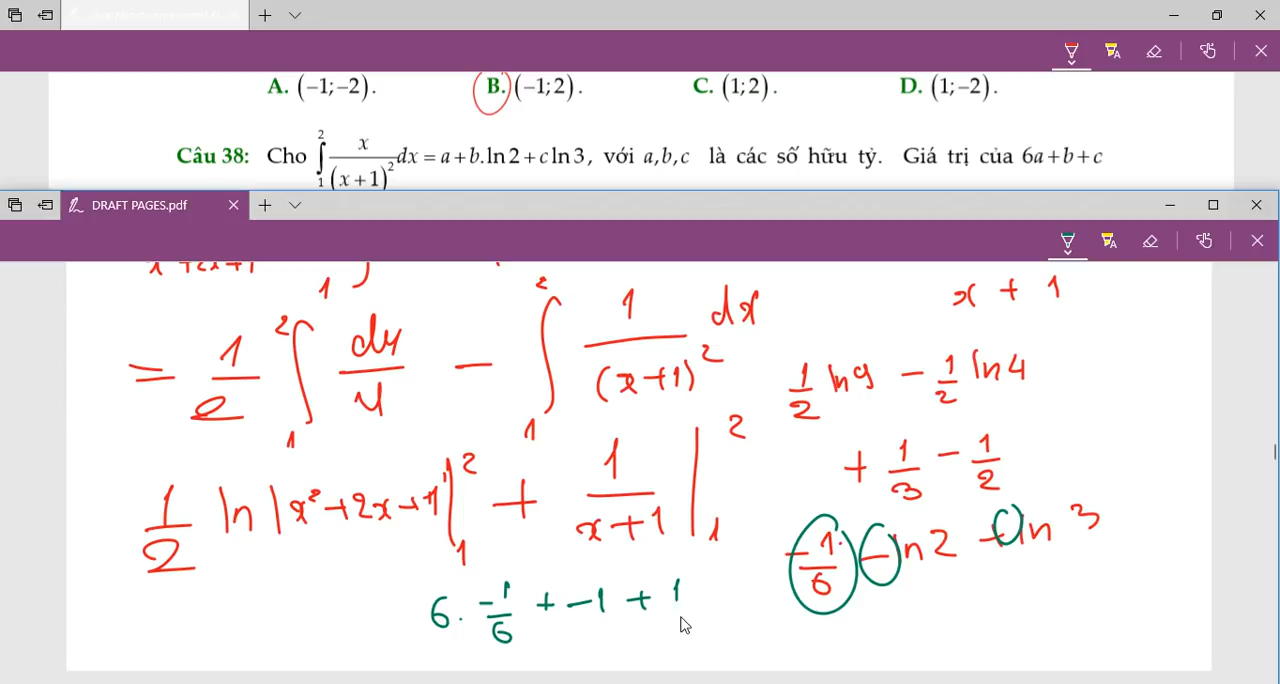 A. (−1;−2). B. (−1;2). C. (1;2). D. (1;−2).
Câu 38: Cho ∫₁² x/(x+1)² dx = a+b.ln2+cln3, với a,b,c là các số hữu tỷ. Giá trị của 6a+b+c
DRAFT PAGES.pdf
x + 1
= 1/2 ∫₁² du/u − ∫₁² 1/(x+1)² dx
1/2 ln9 − 1/2 ln4
+ 1/3 − 1/2
1/2 ln|x²+2x+1| |₁² + 1/(x+1) |₁²
−1/6 − ln2 + ln 3
6. −1/6 + −1 + 1